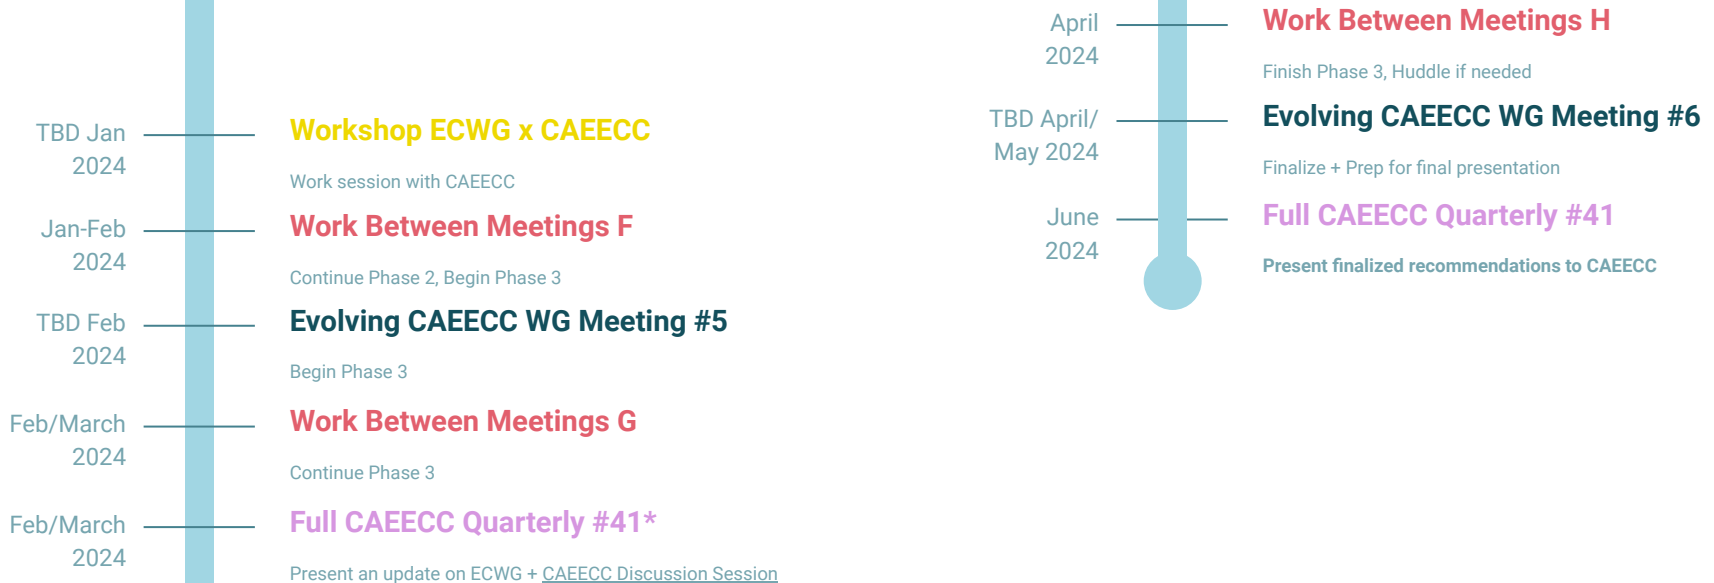 TBD Jan
2024
Workshop ECWG x CAEECC
Work session with CAEECC
Jan-Feb
2024
Work Between Meetings F
Continue Phase 2, Begin Phase 3
TBD Feb
2024
Evolving CAEECC WG Meeting #5
Begin Phase 3
Feb/March
2024
Work Between Meetings G
Continue Phase 3
Feb/March
2024
Full CAEECC Quarterly #41*
Present an update on ECWG + CAEECC Discussion Session
April
2024
Work Between Meetings H
Finish Phase 3, Huddle if needed
TBD April/
May 2024
Evolving CAEECC WG Meeting #6
Finalize + Prep for final presentation
June
2024
Full CAEECC Quarterly #41
Present finalized recommendations to CAEECC